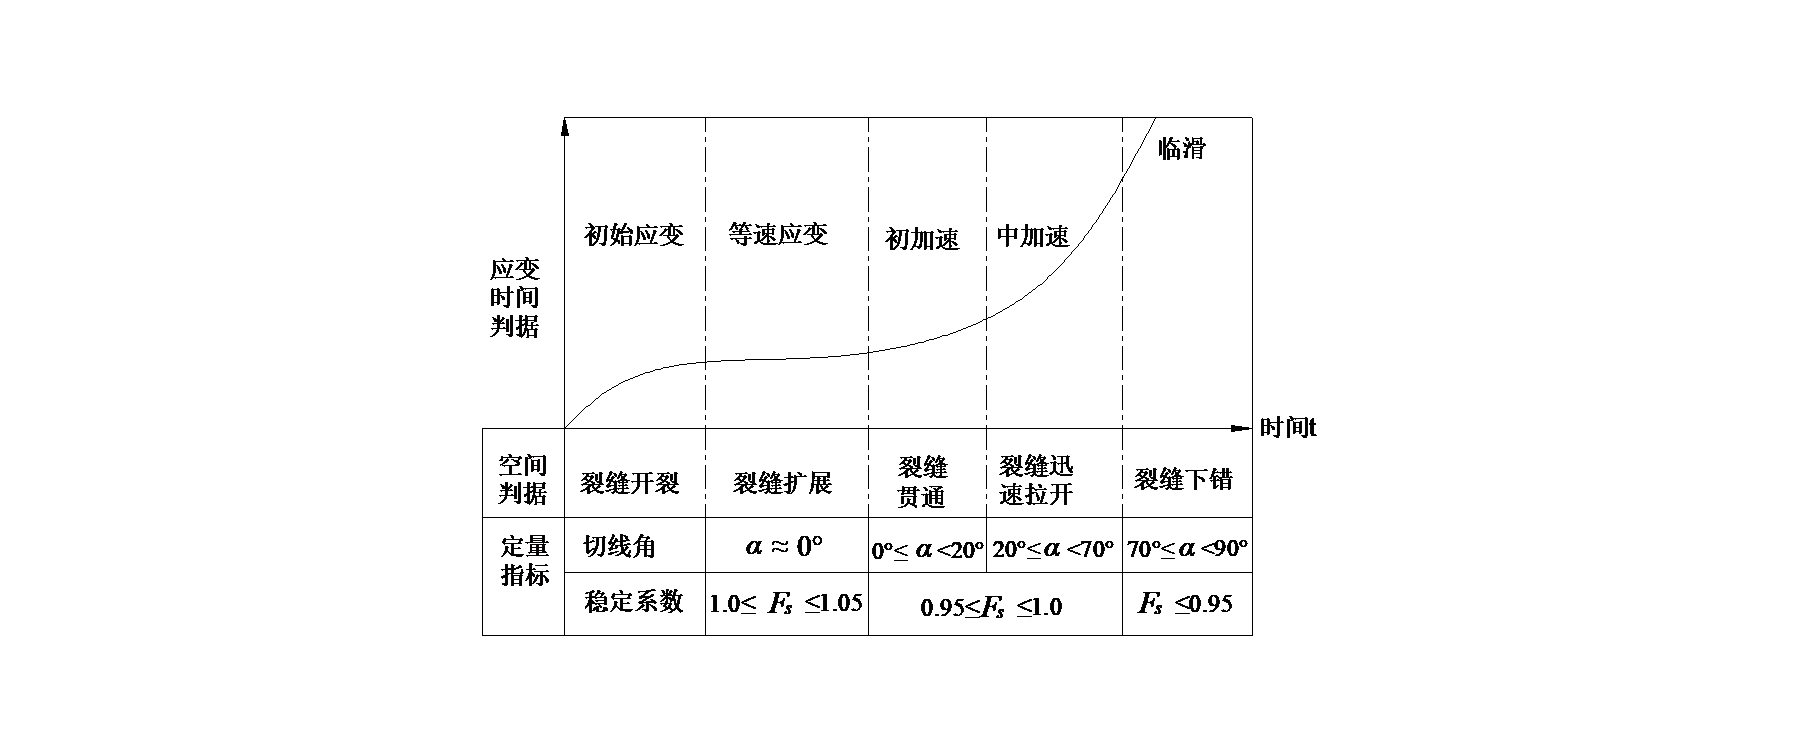 临滑
初始应变
等速应变
初加速
中加速
应变
时间
判据
时间t
空间
判据
裂缝开裂
裂缝扩展
裂缝
贯通
裂缝迅
速拉开
裂缝下错
定量
指标
切线角
α≈0°
0°≤α<20°
20°≤α<70°
70°≤α<90°
稳定系数
1.0≤ Fs ≤1.05
0.95≤Fs ≤1.0
Fs ≤0.95